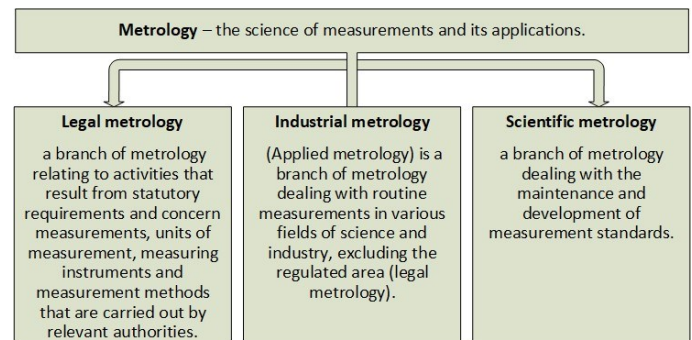 Metrology – the science of measurements and its applications.
Legal metrology
a branch of metrology
relating to activities that
result from statutory
requirements and concern
measurements, units of
measurement, measuring
instruments and
measurement methods
that are carried out by
relevant authorities.
Industrial metrology
(Applied metrology) is a
branch of metrology
dealing with routine
measurements in various
fields of science and
industry, excluding the
regulated area (legal
metrology).
Scientific metrology
a branch of metrology
dealing with the
maintenance and
development of
measurement standards.